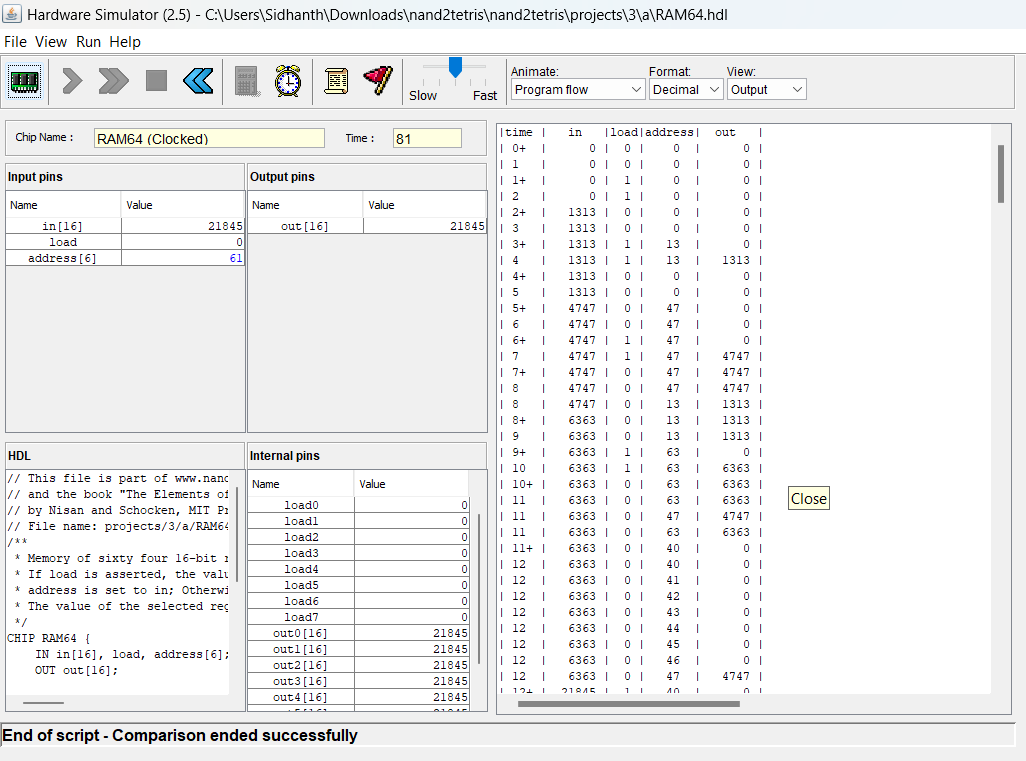 Hardware Simulator (2.5) - C:\Users\Sidhanth\Downloads\nand2tetris\nand2tetris\projects\3\a\RAM64.hdl
File View Run Help
Slow Fast
Animate: Format: View:
Program flow Decimal Output
Chip Name : RAM64 (Clocked) Time : 81
Input pins
Name Value
in[16] 21845
load 0
address[6] 61
Output pins
Name Value
out[16] 21845
HDL
// This file is part of www.nand
// and the book "The Elements of
// by Nisan and Schocken, MIT Pr
// File name: projects/3/a/RAM64
/**
* Memory of sixty four 16-bit r
* If load is asserted, the valu
* address is set to in; Otherwi
* The value of the selected reg
*/
CHIP RAM64 {
IN in[16], load, address[6];
OUT out[16];
Internal pins
Name Value
load0 0
load1 0
load2 0
load3 0
load4 0
load5 0
load6 0
load7 0
out0[16] 21845
out1[16] 21845
out2[16] 21845
out3[16] 21845
out4[16] 21845
|time | in |load|address| out |
| 0+ | 0 | 0 | 0 | 0 |
| 1 | 0 | 0 | 0 | 0 |
| 1+ | 0 | 1 | 0 | 0 |
| 2 | 0 | 1 | 0 | 0 |
| 2+ | 1313 | 0 | 0 | 0 |
| 3 | 1313 | 0 | 0 | 0 |
| 3+ | 1313 | 1 | 13 | 0 |
| 4 | 1313 | 1 | 13 | 1313 |
| 4+ | 1313 | 0 | 0 | 0 |
| 5 | 1313 | 0 | 0 | 0 |
| 5+ | 4747 | 0 | 47 | 0 |
| 6 | 4747 | 0 | 47 | 0 |
| 6+ | 4747 | 1 | 47 | 0 |
| 7 | 4747 | 1 | 47 | 4747 |
| 7+ | 4747 | 0 | 47 | 4747 |
| 8 | 4747 | 0 | 47 | 4747 |
| 8 | 4747 | 0 | 13 | 1313 |
| 8+ | 6363 | 0 | 13 | 1313 |
| 9 | 6363 | 0 | 13 | 1313 |
| 9+ | 6363 | 1 | 63 | 0 |
| 10 | 6363 | 1 | 63 | 6363 |
| 10+ | 6363 | 0 | 63 | 6363 |
| 11 | 6363 | 0 | 63 | 6363 |
| 11 | 6363 | 0 | 47 | 4747 |
| 11 | 6363 | 0 | 63 | 6363 |
| 11+ | 6363 | 0 | 40 | 0 |
| 12 | 6363 | 0 | 40 | 0 |
| 12 | 6363 | 0 | 41 | 0 |
| 12 | 6363 | 0 | 42 | 0 |
| 12 | 6363 | 0 | 43 | 0 |
| 12 | 6363 | 0 | 44 | 0 |
| 12 | 6363 | 0 | 45 | 0 |
| 12 | 6363 | 0 | 46 | 0 |
| 12 | 6363 | 0 | 47 | 4747 |
| 12+ | 21845 | 1 | 40 | 0 |
Close
End of script - Comparison ended successfully